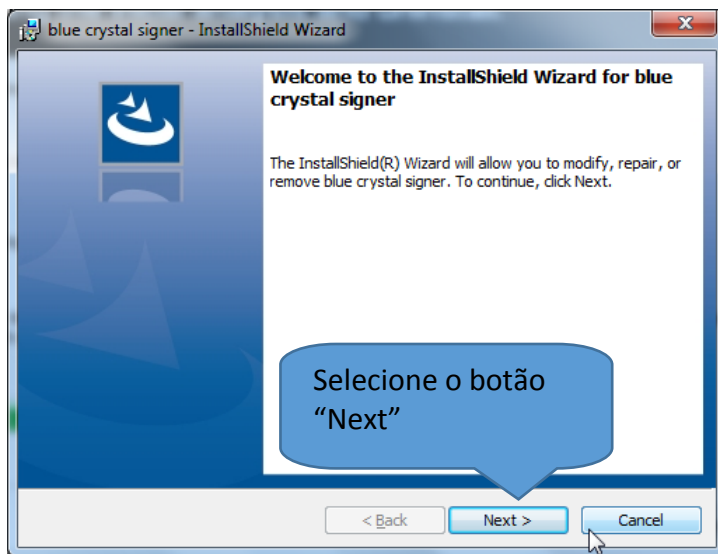 blue crystal signer - InstallShield Wizard
Welcome to the InstallShield Wizard for blue
crystal signer
The InstallShield(R) Wizard will allow you to modify, repair, or
remove blue crystal signer. To continue, click Next.
Selecione o botão
“Next”
< Back
Next >
Cancel